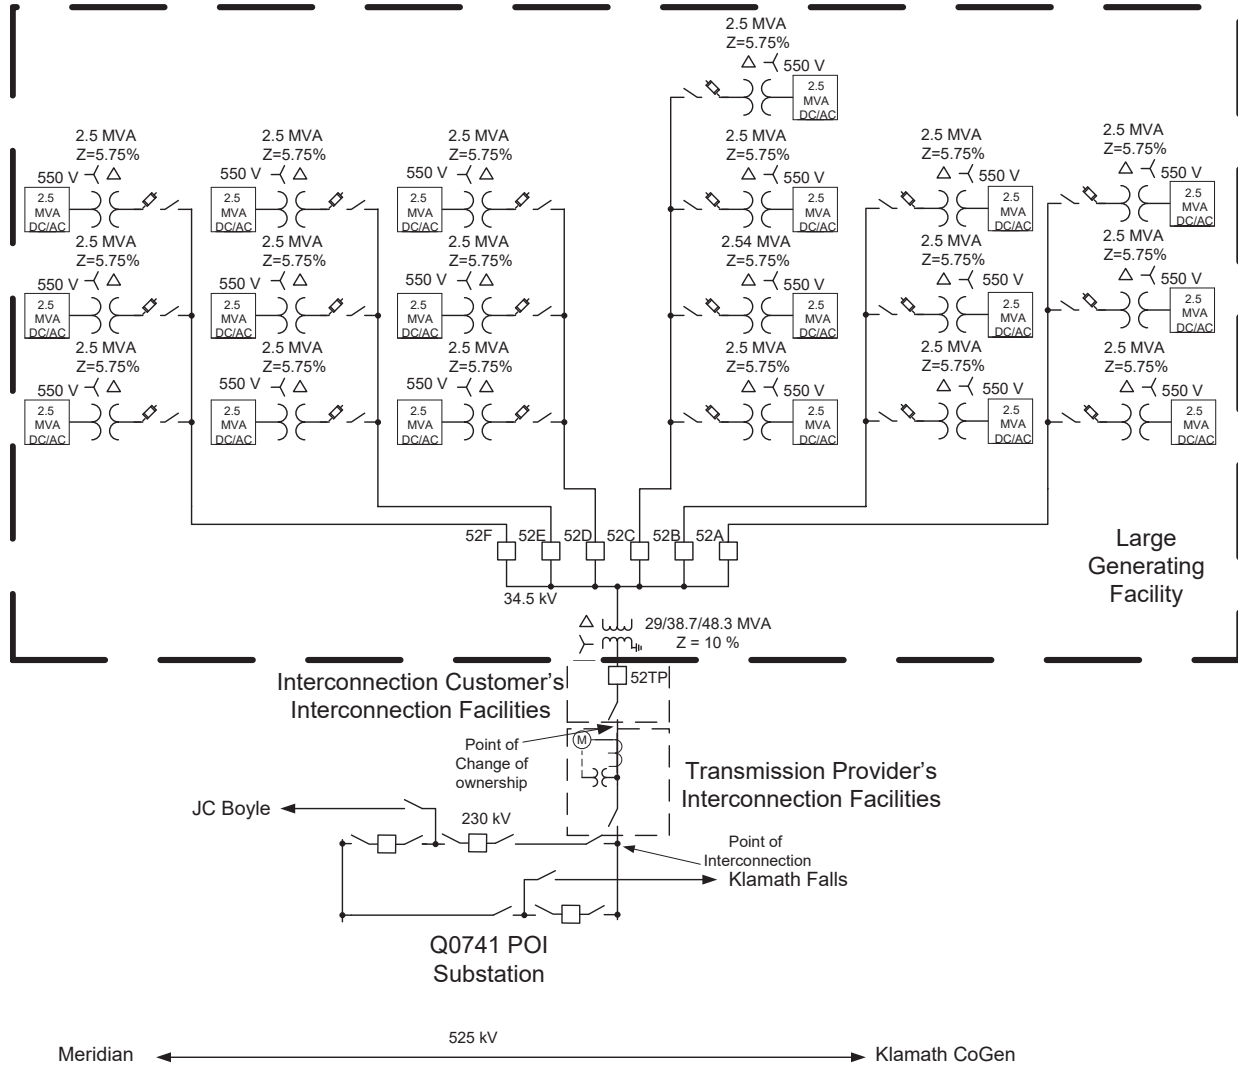 2.5 MVA
Z=5.75%
550 V
2.5
MVA
DC/AC
2.5 MVA
Z=5.75%
550 V
2.5
MVA
DC/AC
2.5 MVA
Z=5.75%
550 V
2.5
MVA
DC/AC
2.5 MVA
Z=5.75%
550 V
2.5
MVA
DC/AC
2.5 MVA
Z=5.75%
550 V
2.5
MVA
DC/AC
2.5 MVA
Z=5.75%
550 V
2.5
MVA
DC/AC
2.5 MVA
Z=5.75%
550 V
2.5
MVA
DC/AC
2.5 MVA
Z=5.75%
550 V
2.5
MVA
DC/AC
2.5 MVA
Z=5.75%
550 V
2.5
MVA
DC/AC
2.5 MVA
Z=5.75%
550 V
2.5
MVA
DC/AC
2.54 MVA
Z=5.75%
550 V
2.5
MVA
DC/AC
2.5 MVA
Z=5.75%
550 V
2.5
MVA
DC/AC
2.5 MVA
Z=5.75%
550 V
2.5
MVA
DC/AC
2.5 MVA
Z=5.75%
550 V
2.5
MVA
DC/AC
2.5 MVA
Z=5.75%
550 V
2.5
MVA
DC/AC
2.5 MVA
Z=5.75%
550 V
2.5
MVA
DC/AC
2.5 MVA
Z=5.75%
550 V
2.5
MVA
DC/AC
2.5 MVA
Z=5.75%
550 V
2.5
MVA
DC/AC
2.5 MVA
Z=5.75%
550 V
2.5
MVA
DC/AC
52F
52E
52D
52C
52B
52A
34.5 kV
Large
Generating
Facility
29/38.7/48.3 MVA
Z = 10 %
Interconnection Customer's
Interconnection Facilities
52TP
Point of
Change of
ownership
M
Transmission Provider's
Interconnection Facilities
JC Boyle
230 kV
Point of
Interconnection
Klamath Falls
Q0741 POI
Substation
525 kV
Meridian
Klamath CoGen